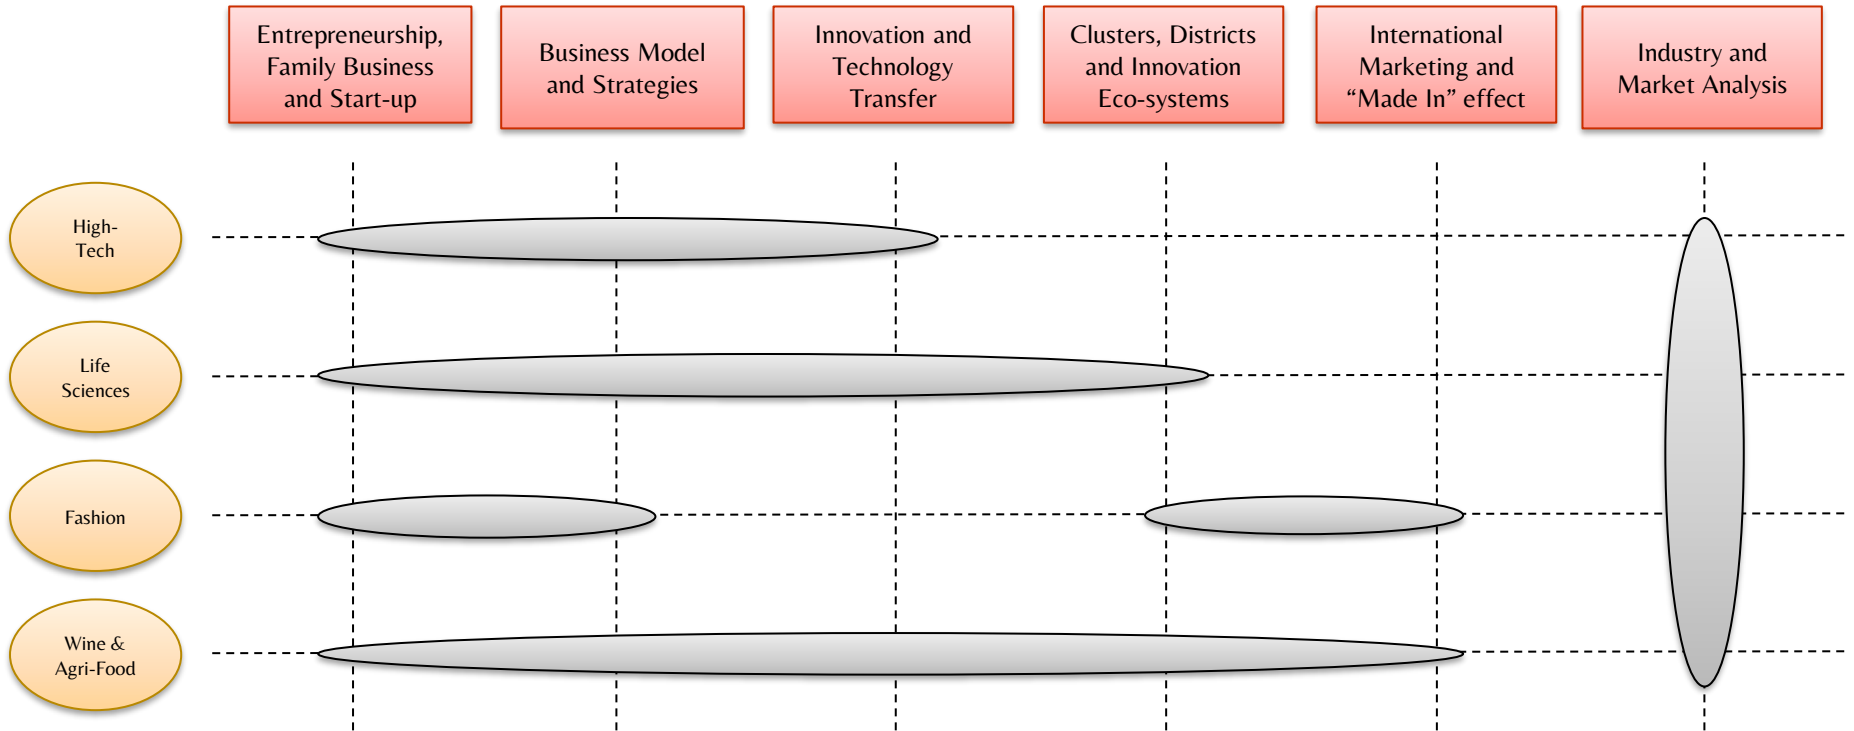 Entrepreneurship,
Family Business
and Start-up
Business Model
and Strategies
Innovation and
Technology
Transfer
Clusters, Districts
and Innovation
Eco-systems
International
Marketing and
“Made In” effect
Industry and
Market Analysis
High-
Tech
Life
Sciences
Fashion
Wine &
Agri-Food